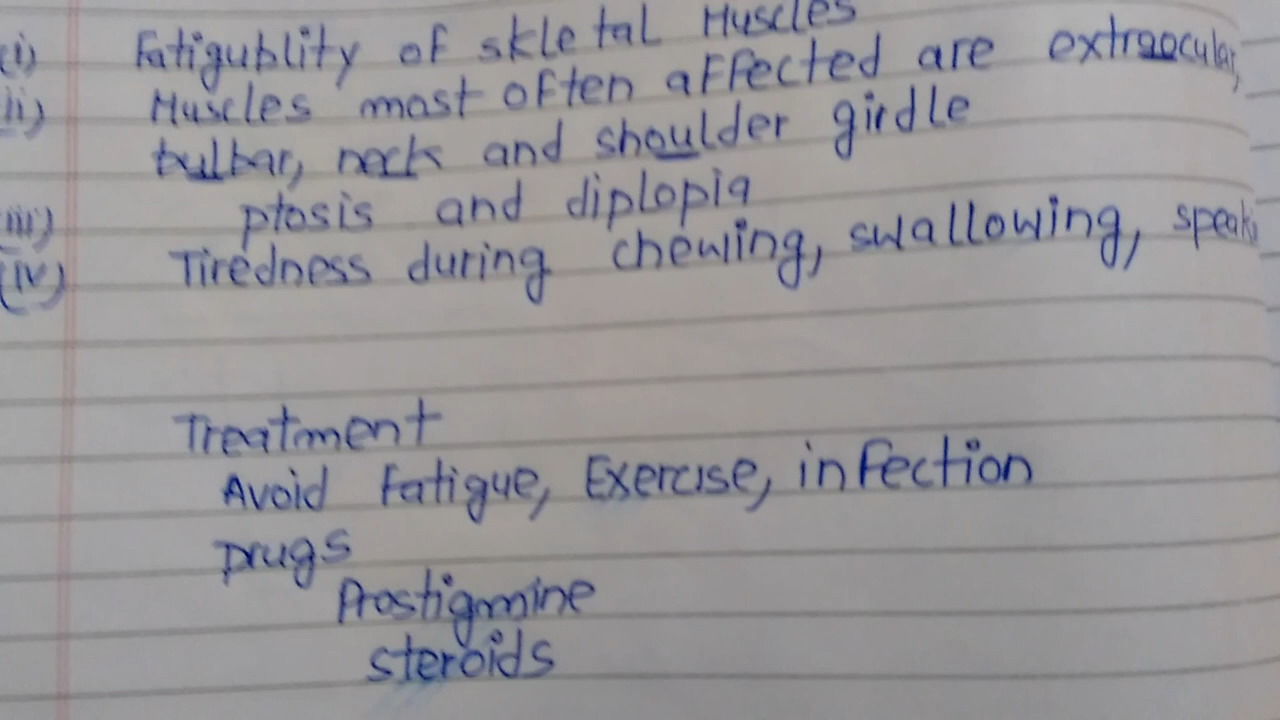 (i) Fatigublity of skletal Muscles
(ii) Muscles most often affected are extraocular,
bulbar, neck and shoulder girdle
(iii) ptosis and diplopia
(iv) Tiredness during chewing, swallowing, speaki
Treatment
Avoid Fatigue, Exercise, infection
Drugs
Prostigmine
steroids